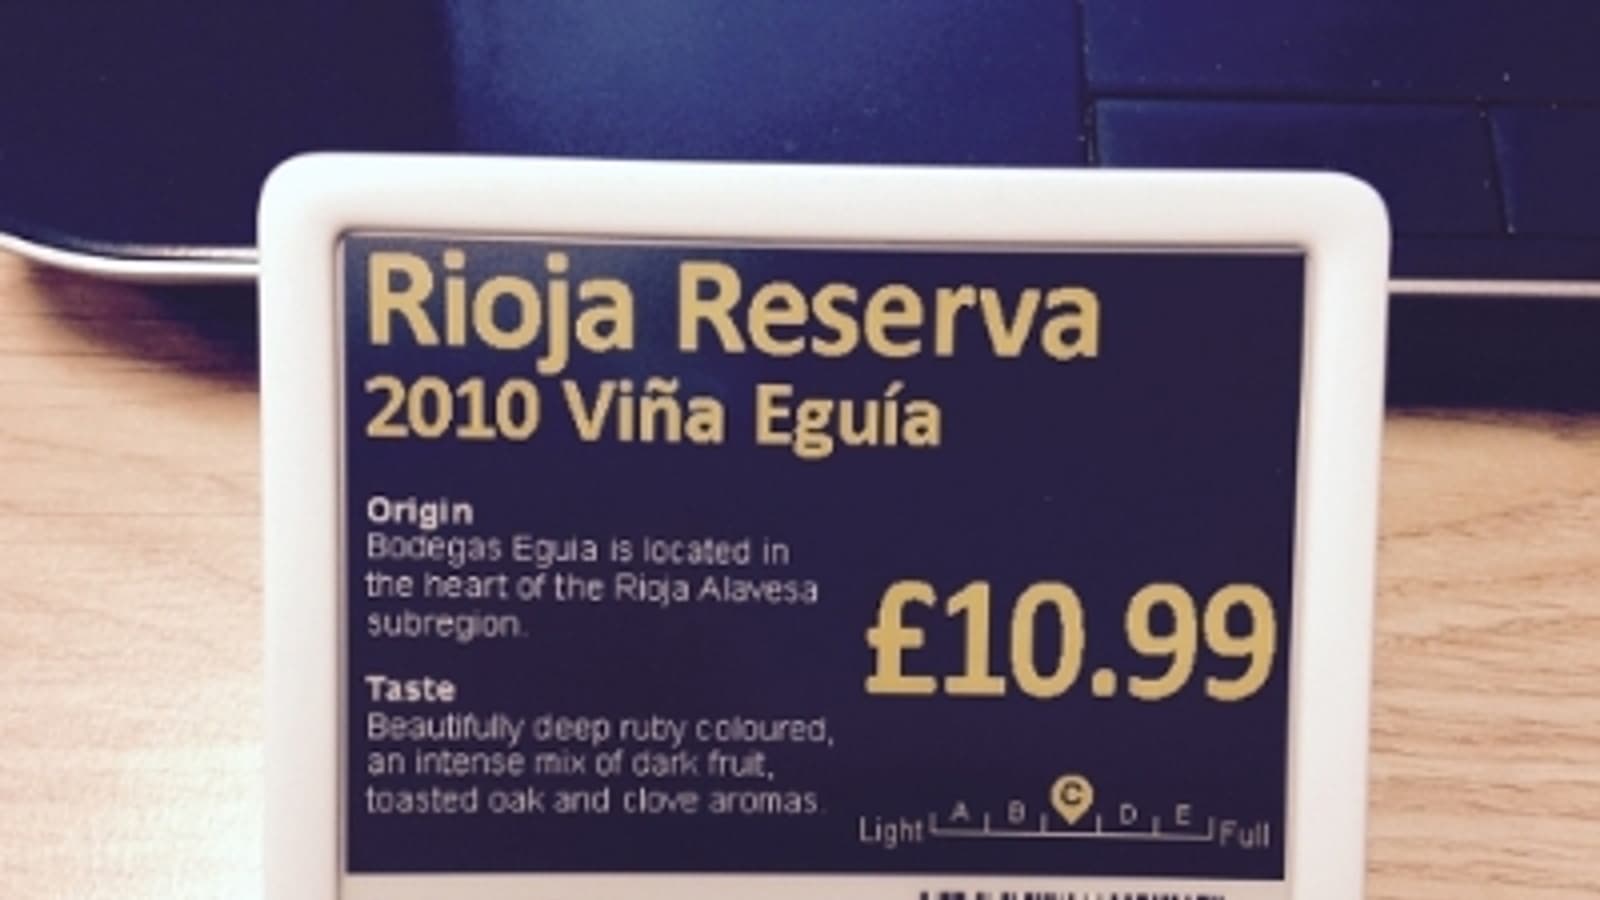 Rioja Reserva
2010 Viña Eguía
Origin
Bodegas Eguia is located in
the heart of the Rioja Alavesa
subregion.
£10.99
Taste
Beautifully deep ruby coloured,
an intense mix of dark fruit,
toasted oak and clove aromas.
Light A B C D E Full